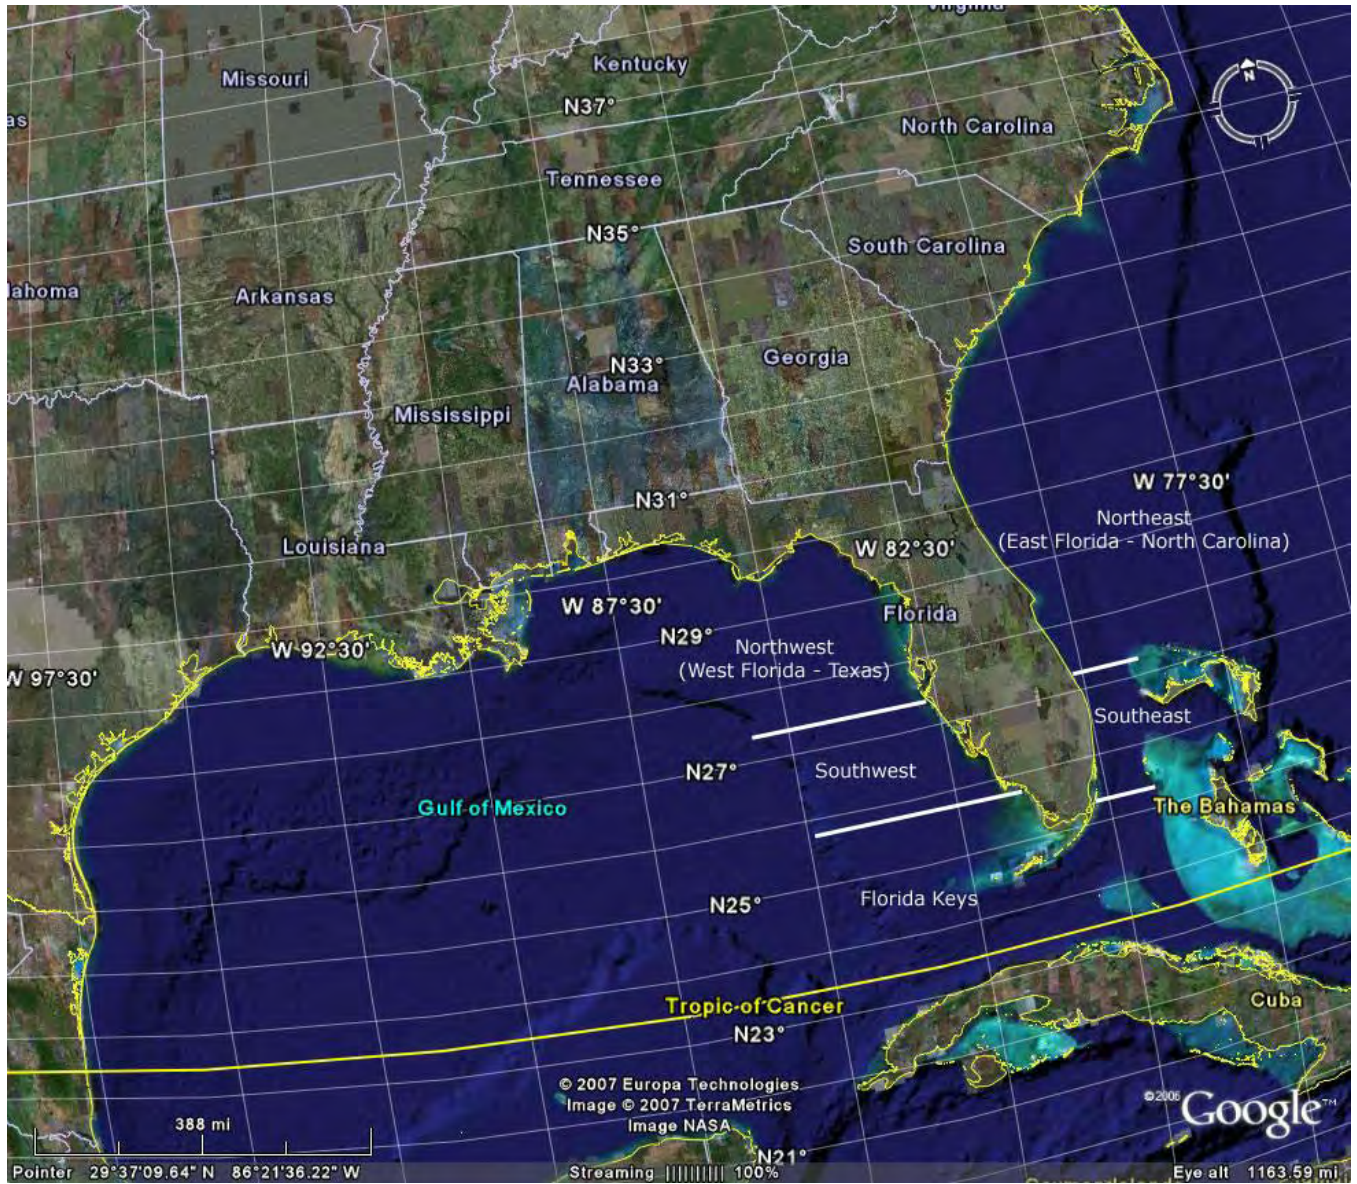 Virginia
Missouri
Kentucky
N
N37°
as
North Carolina
Tennessee
N35°
South Carolina
lahoma
Arkansas
Georgia
N33°
Alabama
Mississippi
W 77°30'
N31°
Northeast
(East Florida - North Carolina)
Louisiana
W 82°30'
W 87°30'
Florida
N29°
Northwest
(West Florida - Texas)
W 92°30'
W 97°30'
Southeast
N27°
Southwest
Gulf of Mexico
The Bahamas
N25°
Florida Keys
Tropic of Cancer
Cuba
N23°
© 2007 Europa Technologies
Image © 2007 TerraMetrics
Image NASA
©2006 Google™
388 mi
N21°
Pointer 29°37'09.64" N 86°21'36.22" W
Streaming ||||||||| 100%
Eye alt 1163.59 mi